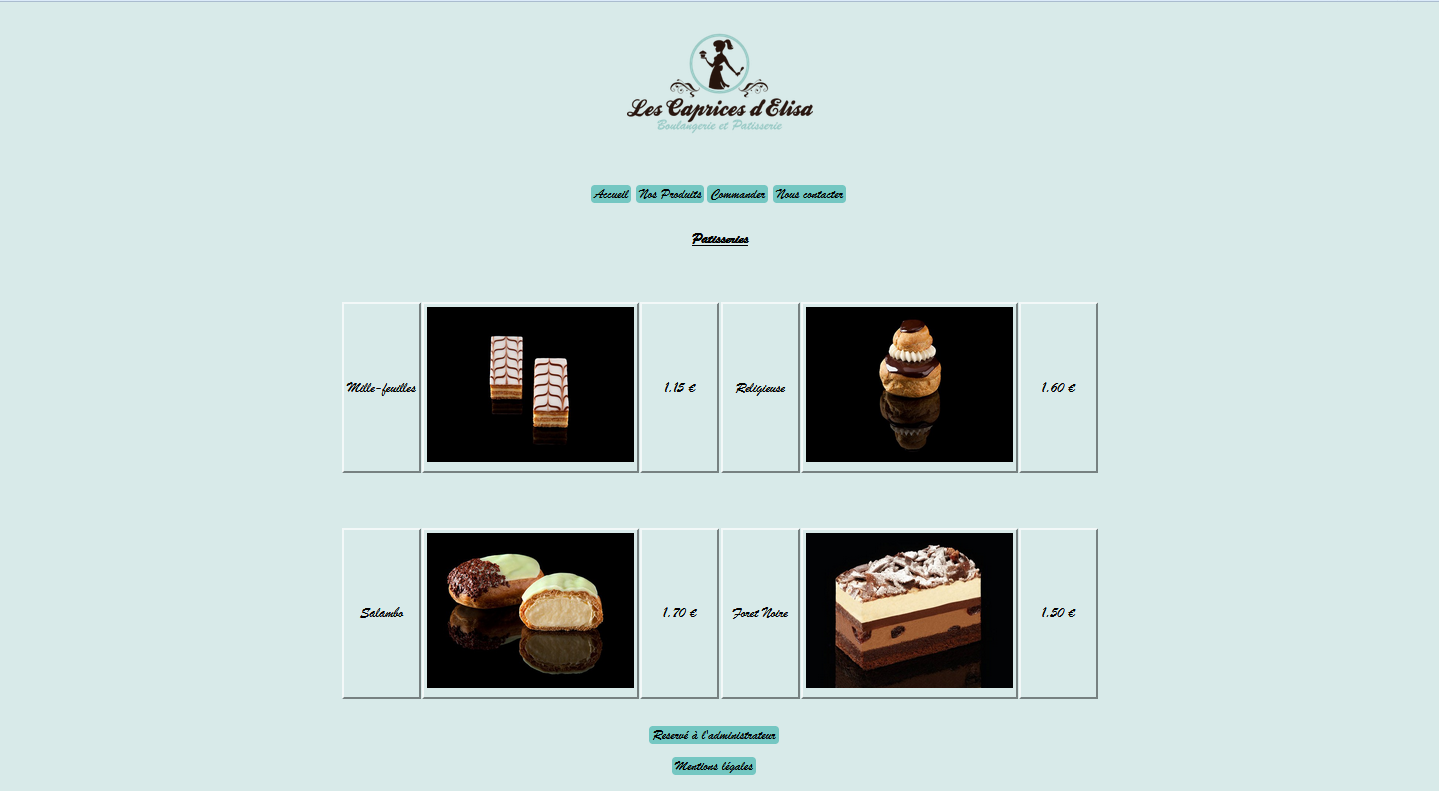 Les Caprices d'Elisa
Boulangerie et Patisserie
Accueil Nos Produits Commander Nous contacter
Patisseries
Mille-feuilles 1.15 € Religieuse 1.60 €
Salambo 1.70 € Foret Noire 1.50 €
Reservé à l'administrateur
Mentions légales